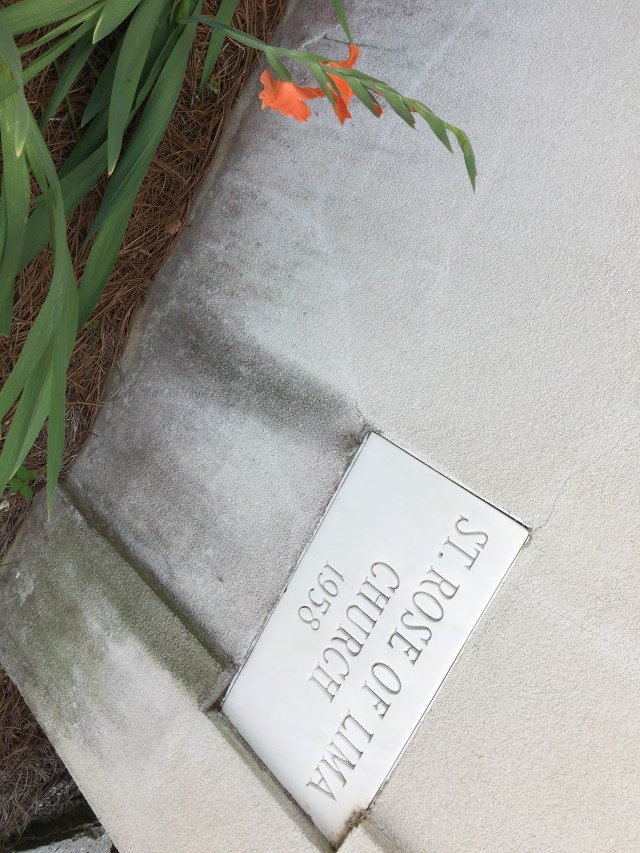 ST. ROSE OF LIMA
CHURCH
1958